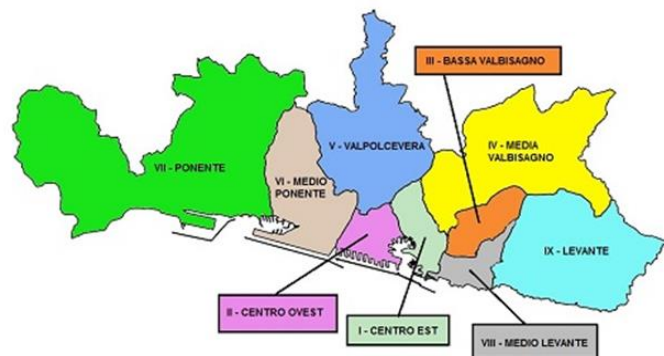 III - BASSA VALBISAGNO
V - VALPOLCEVERA
IV - MEDIA
VALBISAGNO
VII - PONENTE
VI - MEDIO
PONENTE
IX - LEVANTE
II - CENTRO OVEST
I - CENTRO EST
VIII - MEDIO LEVANTE